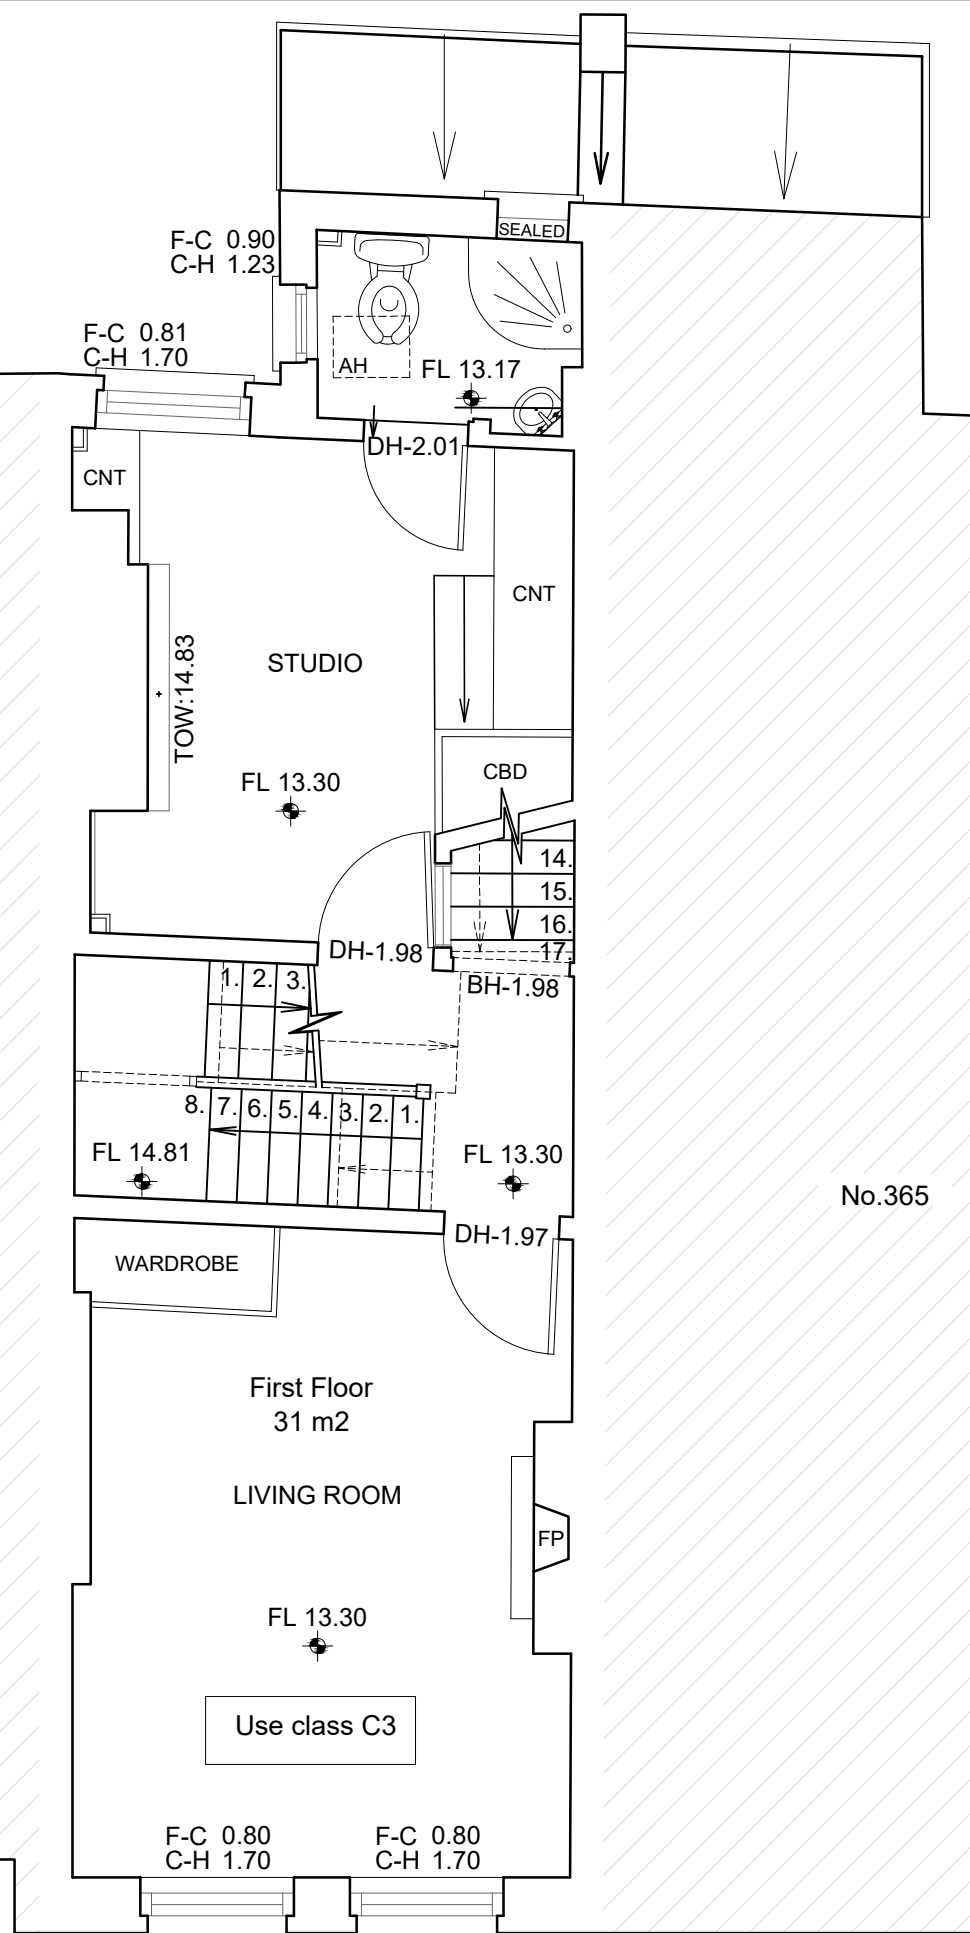 SEALED
F-C 0.90
C-H 1.23
F-C 0.81
C-H 1.70
AH
FL 13.17
DH-2.01
CNT
CNT
STUDIO
TOW:14.83
FL 13.30
CBD
14.
15.
16.
17.
DH-1.98
BH-1.98
1. 2. 3.
8. 7. 6. 5. 4. 3. 2. 1.
FL 14.81
FL 13.30
No.365
DH-1.97
WARDROBE
First Floor
31 m2
LIVING ROOM
FP
FL 13.30
Use class C3
F-C 0.80
C-H 1.70
F-C 0.80
C-H 1.70